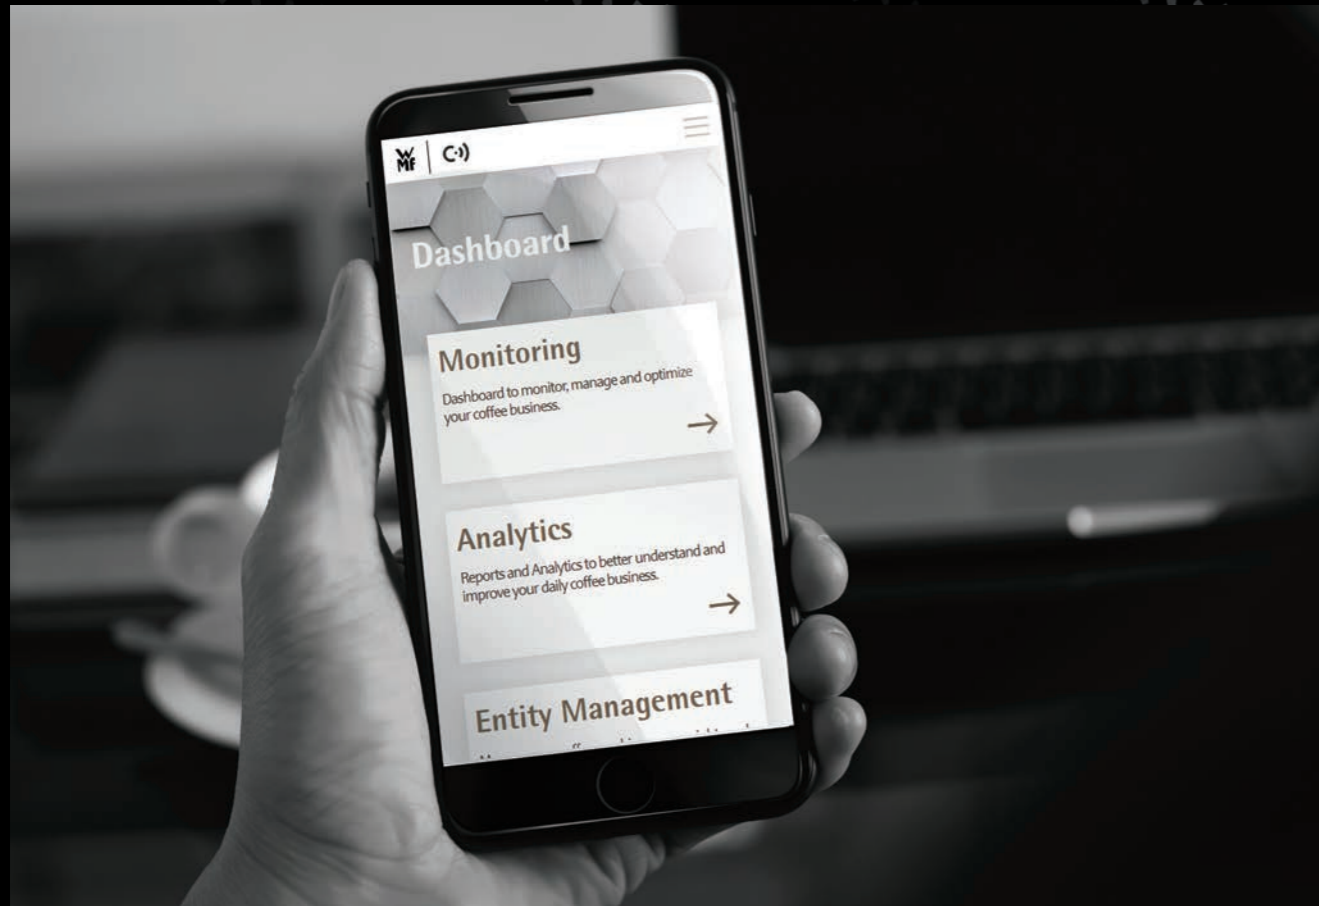 WMF
Dashboard
Monitoring
Dashboard to monitor, manage and optimize
your coffee business.
Analytics
Reports and Analytics to better understand and
improve your daily coffee business.
Entity Management